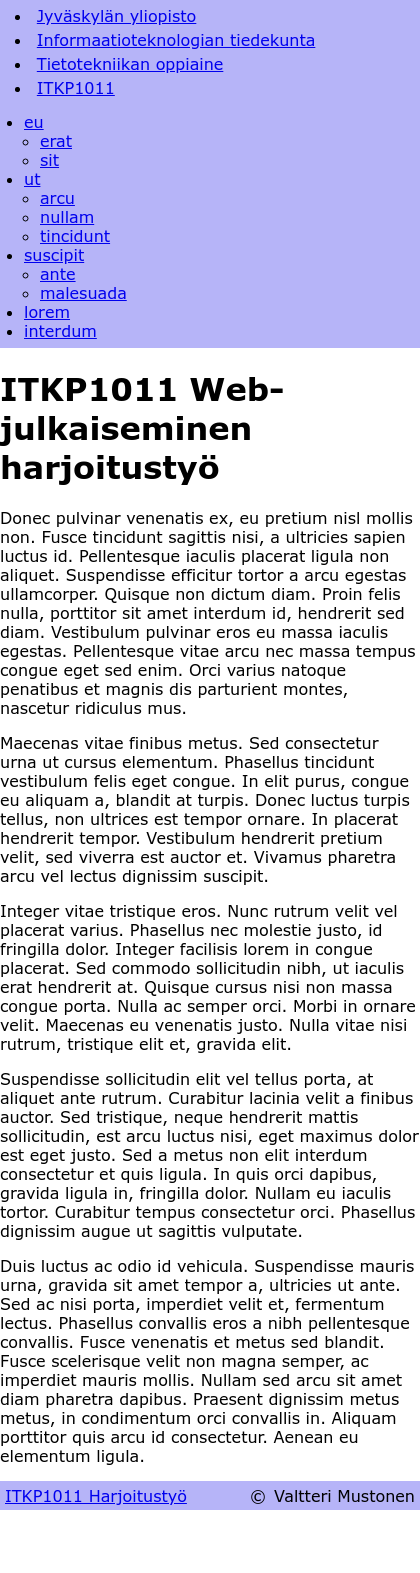 Jyväskylän yliopisto
Informaatioteknologian tiedekunta
Tietotekniikan oppiaine
ITKP1011
eu
erat
sit
ut
arcu
nullam
tincidunt
suscipit
ante
malesuada
lorem
interdum
ITKP1011 Web-
julkaiseminen
harjoitustyö
Donec pulvinar venenatis ex, eu pretium nisl mollis
non. Fusce tincidunt sagittis nisi, a ultricies sapien
luctus id. Pellentesque iaculis placerat ligula non
aliquet. Suspendisse efficitur tortor a arcu egestas
ullamcorper. Quisque non dictum diam. Proin felis
nulla, porttitor sit amet interdum id, hendrerit sed
diam. Vestibulum pulvinar eros eu massa iaculis
egestas. Pellentesque vitae arcu nec massa tempus
congue eget sed enim. Orci varius natoque
penatibus et magnis dis parturient montes,
nascetur ridiculus mus.
Maecenas vitae finibus metus. Sed consectetur
urna ut cursus elementum. Phasellus tincidunt
vestibulum felis eget congue. In elit purus, congue
eu aliquam a, blandit at turpis. Donec luctus turpis
tellus, non ultrices est tempor ornare. In placerat
hendrerit tempor. Vestibulum hendrerit pretium
velit, sed viverra est auctor et. Vivamus pharetra
arcu vel lectus dignissim suscipit.
Integer vitae tristique eros. Nunc rutrum velit vel
placerat varius. Phasellus nec molestie justo, id
fringilla dolor. Integer facilisis lorem in congue
placerat. Sed commodo sollicitudin nibh, ut iaculis
erat hendrerit at. Quisque cursus nisi non massa
congue porta. Nulla ac semper orci. Morbi in ornare
velit. Maecenas eu venenatis justo. Nulla vitae nisi
rutrum, tristique elit et, gravida elit.
Suspendisse sollicitudin elit vel tellus porta, at
aliquet ante rutrum. Curabitur lacinia velit a finibus
auctor. Sed tristique, neque hendrerit mattis
sollicitudin, est arcu luctus nisi, eget maximus dolor
est eget justo. Sed a metus non elit interdum
consectetur et quis ligula. In quis orci dapibus,
gravida ligula in, fringilla dolor. Nullam eu iaculis
tortor. Curabitur tempus consectetur orci. Phasellus
dignissim augue ut sagittis vulputate.
Duis luctus ac odio id vehicula. Suspendisse mauris
urna, gravida sit amet tempor a, ultricies ut ante.
Sed ac nisi porta, imperdiet velit et, fermentum
lectus. Phasellus convallis eros a nibh pellentesque
convallis. Fusce venenatis et metus sed blandit.
Fusce scelerisque velit non magna semper, ac
imperdiet mauris mollis. Nullam sed arcu sit amet
diam pharetra dapibus. Praesent dignissim metus
metus, in condimentum orci convallis in. Aliquam
porttitor quis arcu id consectetur. Aenean eu
elementum ligula.
ITKP1011 Harjoitustyö © Valtteri Mustonen